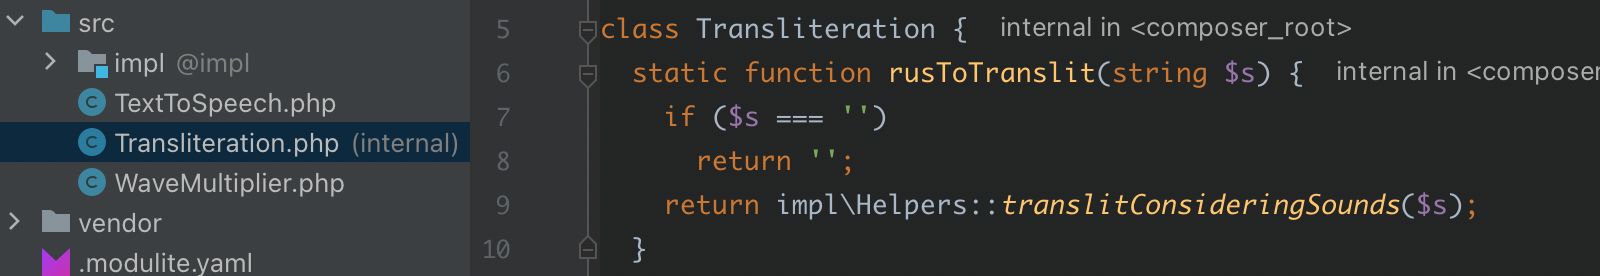 src
impl @impl
TextToSpeech.php
Transliteration.php (internal)
WaveMultiplier.php
vendor
.modulite.yaml
5 class Transliteration { internal in <composer_root>
6 static function rusToTranslit(string $s) { internal in <composer
7 if ($s === '')
8 return '';
9 return impl\Helpers::translitConsideringSounds($s);
10 }